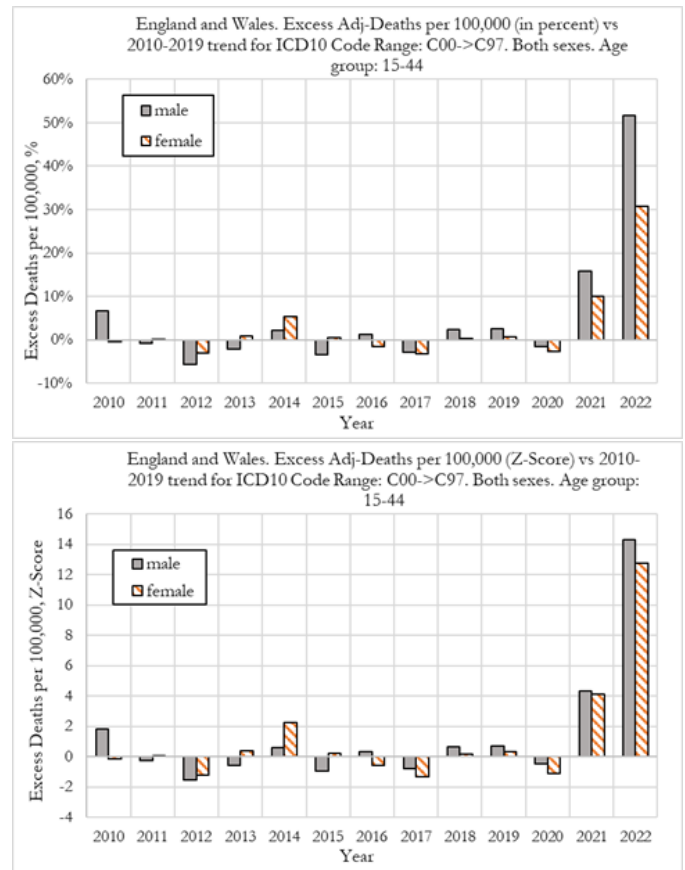 England and Wales. Excess Adj-Deaths per 100,000 (in percent) vs
2010-2019 trend for ICD10 Code Range: C00->C97. Both sexes. Age
group: 15-44
60%
50%
40%
30%
20%
10%
0%
-10%
Excess Deaths per 100,000, %
male
female
2010 2011 2012 2013 2014 2015 2016 2017 2018 2019 2020 2021 2022
Year
England and Wales. Excess Adj-Deaths per 100,000 (Z-Score) vs 2010-
2019 trend for ICD10 Code Range: C00->C97. Both sexes. Age group:
15-44
16
14
12
10
8
6
4
2
0
-2
-4
Excess Deaths per 100,000, Z-Score
male
female
2010 2011 2012 2013 2014 2015 2016 2017 2018 2019 2020 2021 2022
Year